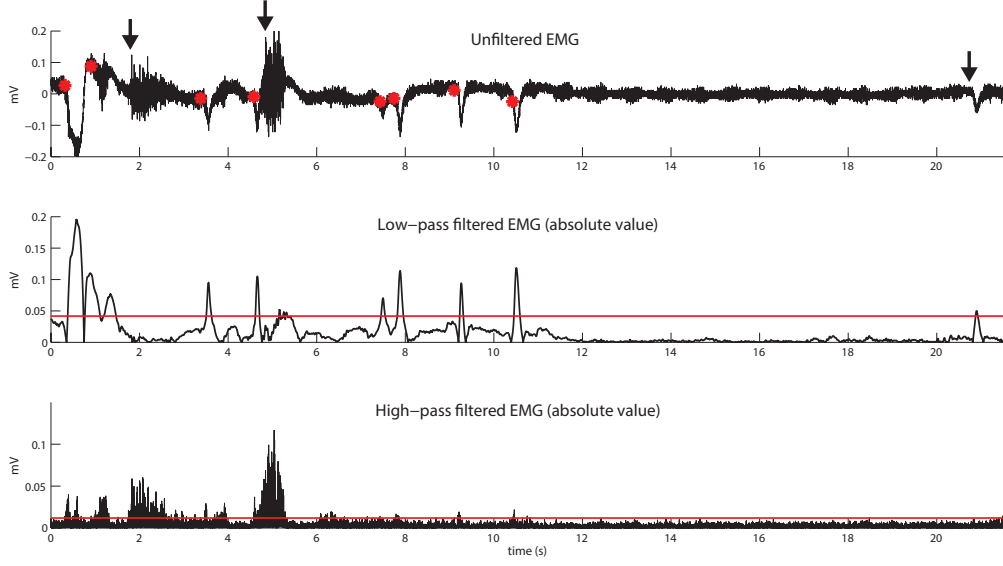 Unfiltered EMG
0.2
0.1
0
−0.1
−0.2
mV
0 2 4 6 8 10 12 14 16 18 20
Low−pass filtered EMG (absolute value)
0.2
0.15
0.1
0.05
0
mV
0 2 4 6 8 10 12 14 16 18 20
High−pass filtered EMG (absolute value)
0.1
0.05
0
mV
0 2 4 6 8 10 12 14 16 18 20
time (s)